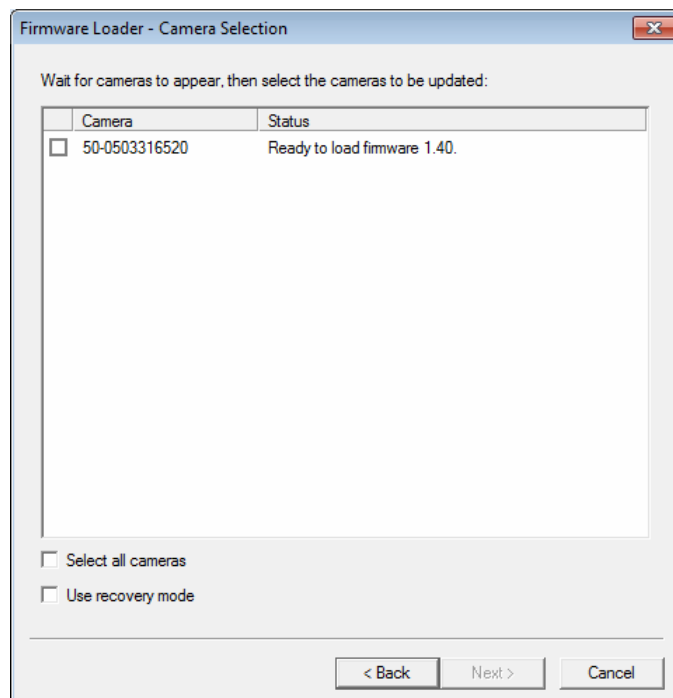 Firmware Loader - Camera Selection
Wait for cameras to appear, then select the cameras to be updated:
Camera Status
50-0503316520 Ready to load firmware 1.40.
Select all cameras
Use recovery mode
< Back Next > Cancel